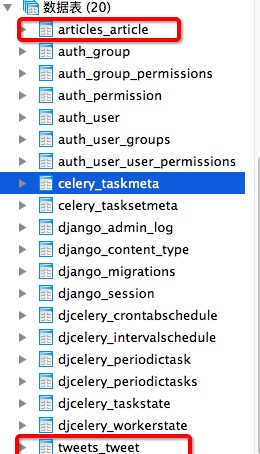 数据表 (20)
articles_article
auth_group
auth_group_permissions
auth_permission
auth_user
auth_user_groups
auth_user_user_permissions
celery_taskmeta
celery_tasksetmeta
django_admin_log
django_content_type
django_migrations
django_session
djcelery_crontabschedule
djcelery_intervalschedule
djcelery_periodictask
djcelery_periodictasks
djcelery_taskstate
djcelery_workerstate
tweets_tweet